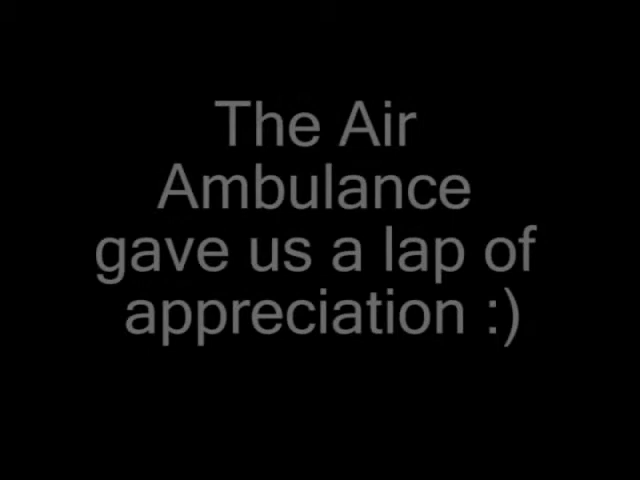 The Air
Ambulance
gave us a lap of
appreciation :)